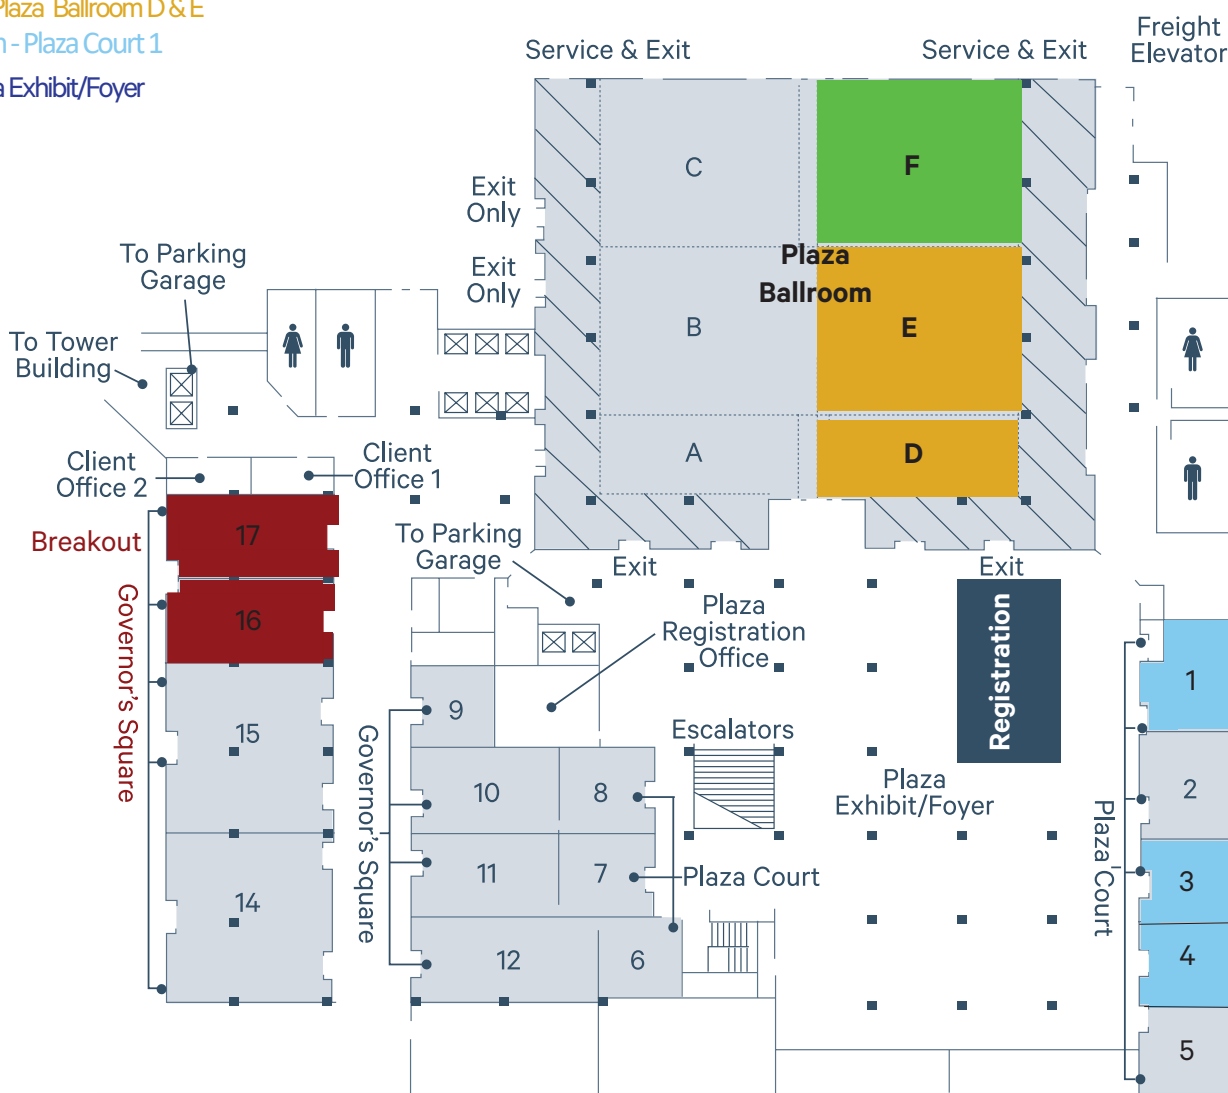 Plaza Ballroom D & E
- Plaza Court 1
Exhibit/Foyer
Freight
Elevator
Service & Exit
Service & Exit
C
F
Exit
Only
To Parking
Garage
Plaza
Ballroom
Exit
Only
To Tower
Building
B
E
A
D
Client
Office 2
Client
Office 1
17
Breakout
To Parking
Garage
Exit
Exit
Governor's Square
16
Plaza
Registration
Office
Registration
1
9
15
Governor's Square
Escalators
Plaza
Exhibit/Foyer
10
8
2
Plaza Court
11
7
Plaza Court
3
14
12
6
4
5